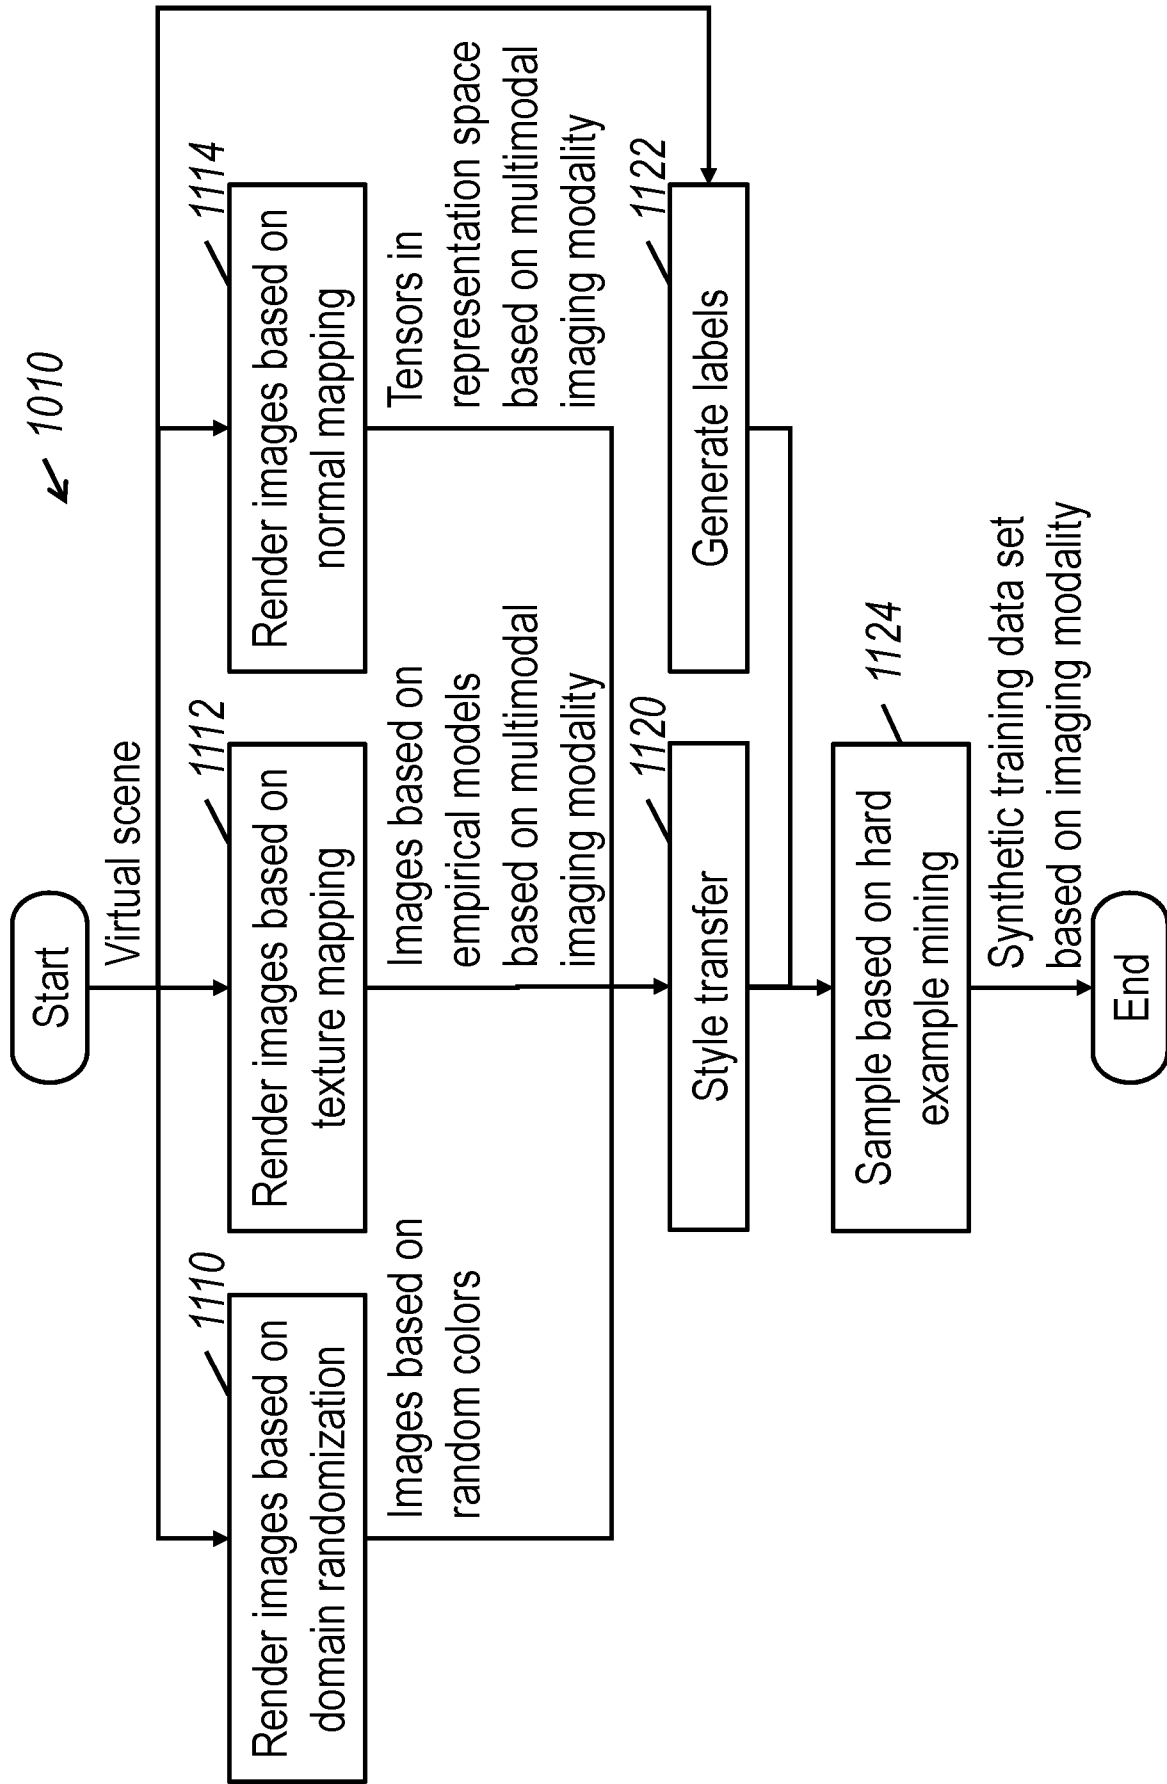 1010
Start
Virtual scene
1110
Render images based on
domain randomization
1112
Render images based on
texture mapping
1114
Render images based on
normal mapping
Images based on
random colors
Images based on
empirical models
based on multimodal
imaging modality
Tensors in
representation space
based on multimodal
imaging modality
1120
Style transfer
1122
Generate labels
1124
Sample based on hard
example mining
Synthetic training data set
based on imaging modality
End